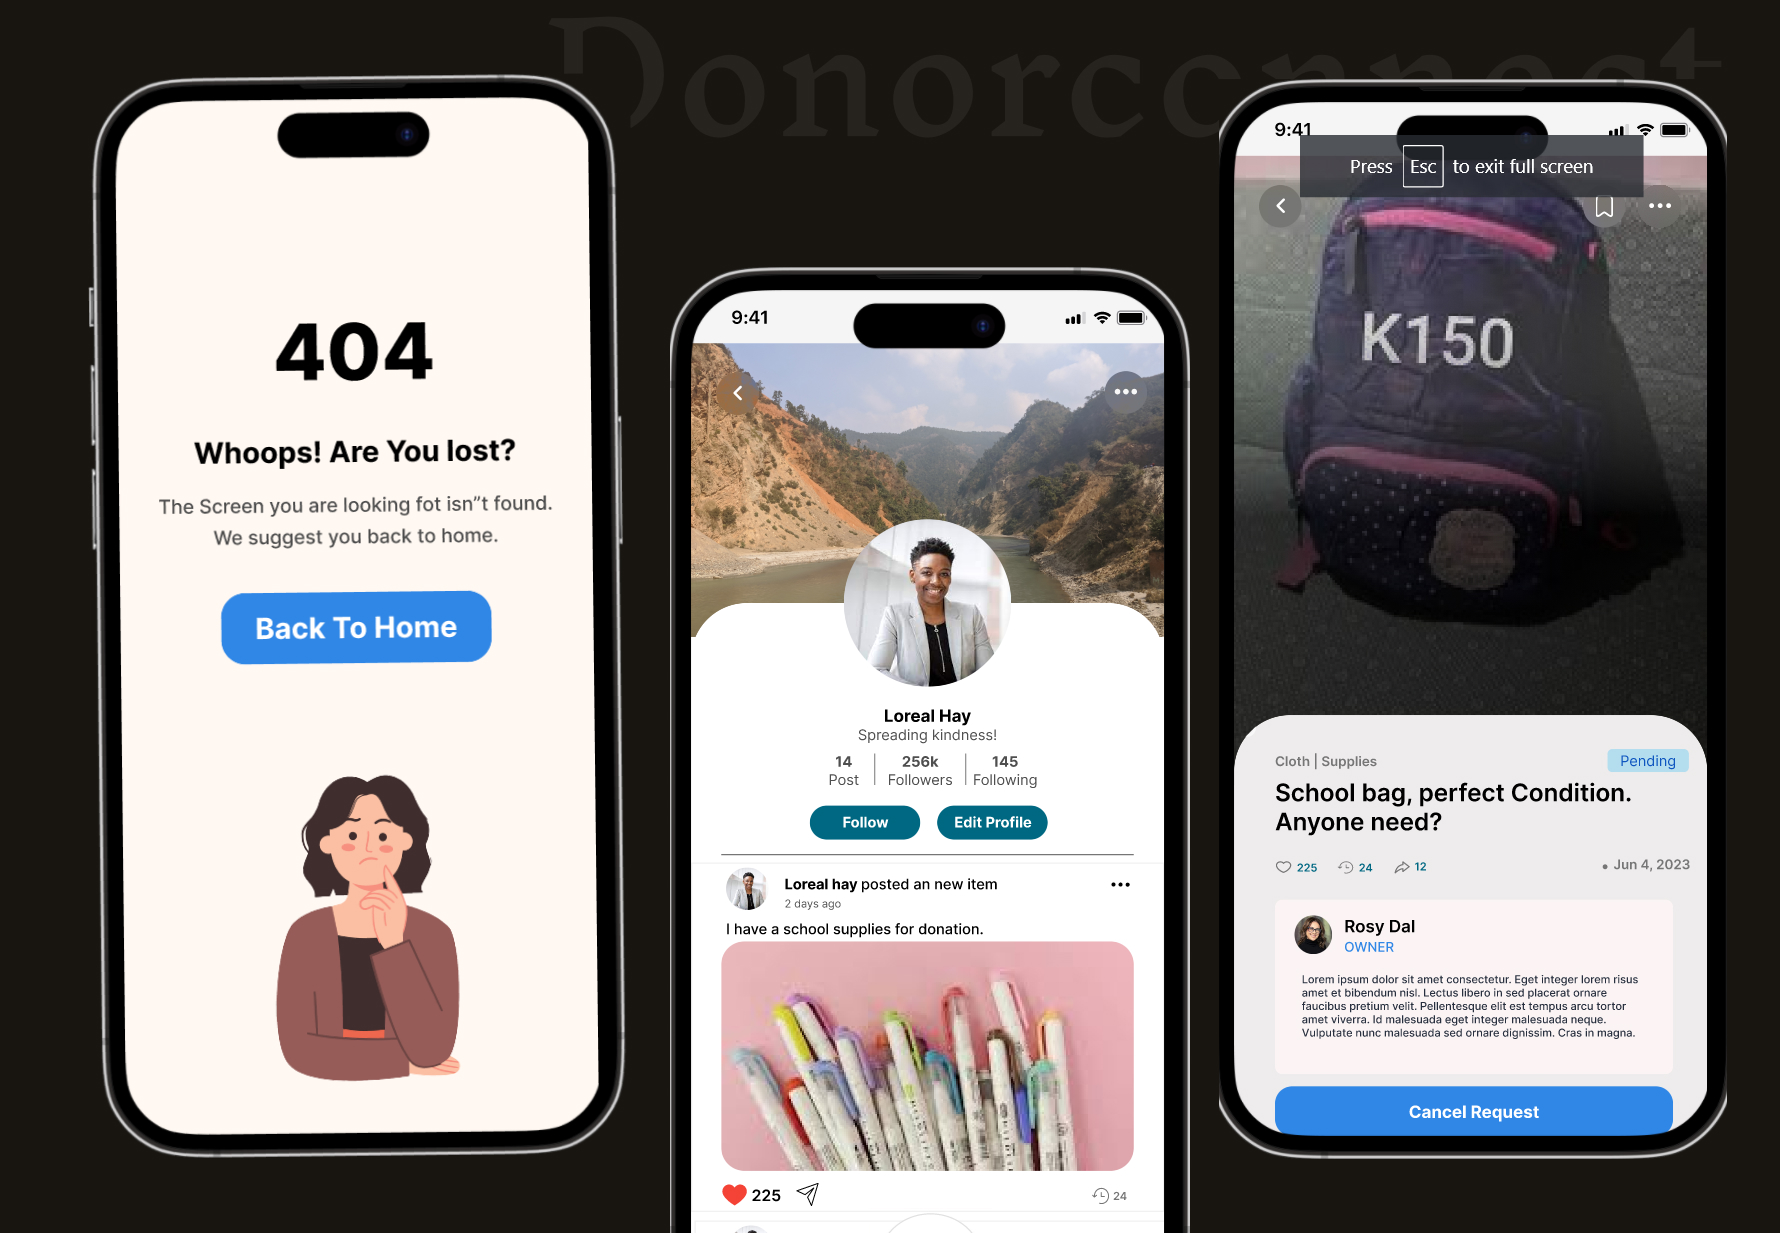 Donorconnect
404
Whoops! Are You lost?
The Screen you are looking fot isn"t found.
We suggest you back to home.
Back To Home
9:41
Loreal Hay
Spreading kindness!
14
256k
145
Post
Followers
Following
Follow
Edit Profile
Loreal hay posted an new item
2 days ago
I have a school supplies for donation.
225
24
9:41
Press Esc to exit full screen
K150
Cloth | Supplies
Pending
School bag, perfect Condition.
Anyone need?
225
24
12
• Jun 4, 2023
Rosy Dal
OWNER
Lorem ipsum dolor sit amet consectetur. Eget integer lorem risus
amet et bibendum nisl. Lectus libero in sed placerat ornare
faucibus pretium velit. Pellentesque elit est tempus arcu tortor
amet viverra. Id malesuada eget integer malesuada neque.
Vulputate nunc malesuada sed ornare dignissim. Cras in magna.
Cancel Request